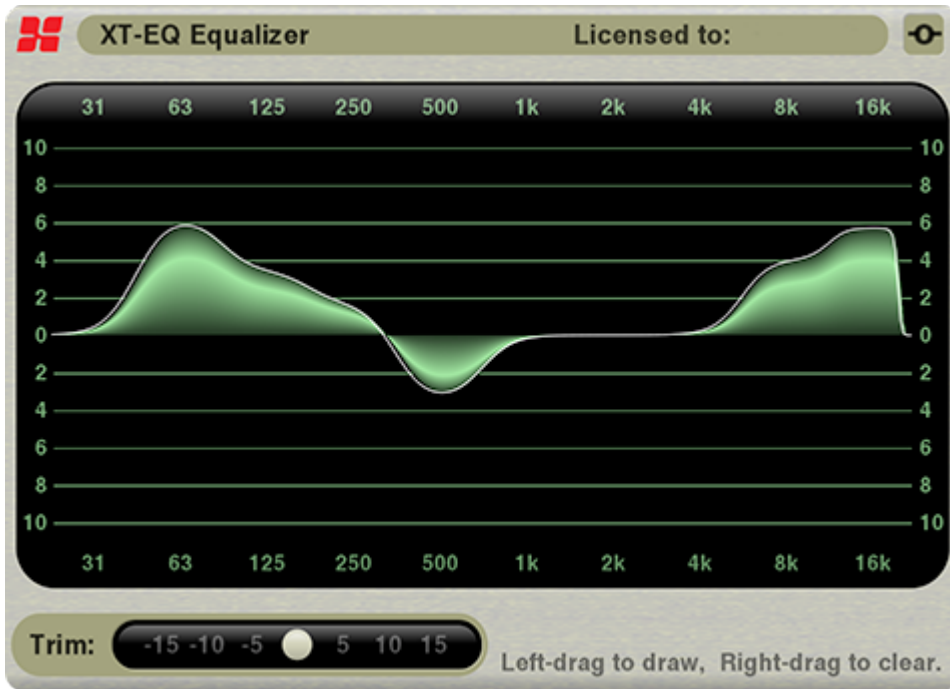 XT-EQ Equalizer Licensed to:
31 63 125 250 500 1k 2k 4k 8k 16k
10 10
8 8
6 6
4 4
2 2
0 0
2 2
4 4
6 6
8 8
10 10
31 63 125 250 500 1k 2k 4k 8k 16k
Trim: -15 -10 -5 5 10 15
Left-drag to draw, Right-drag to clear.